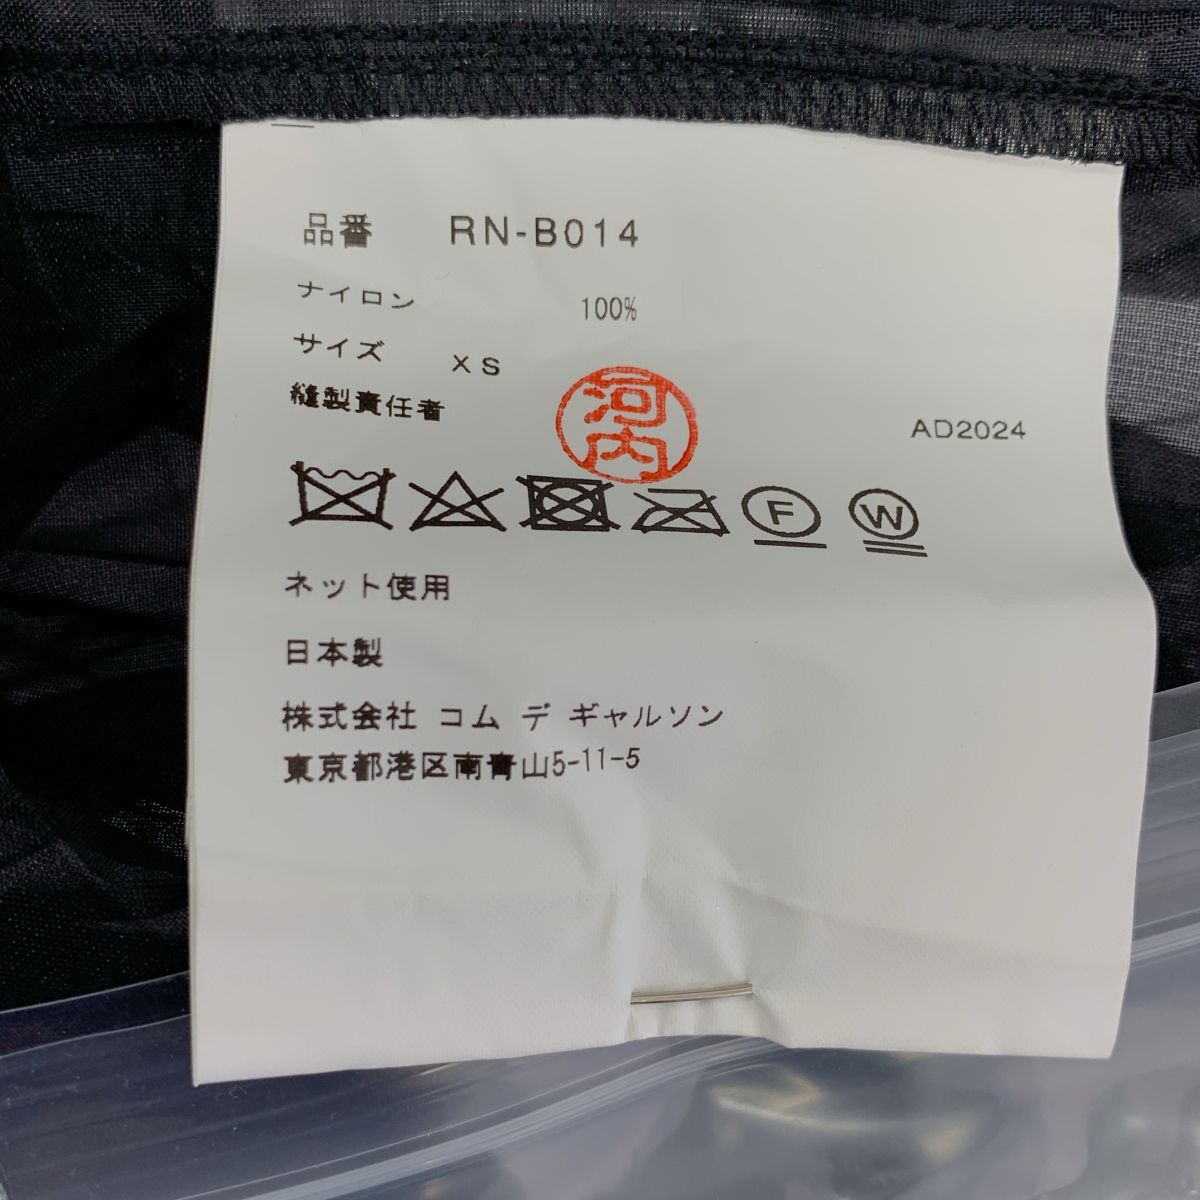 品番 RN-B014
ナイロン 100%
サイズ XS
縫製責任者 河内 AD2024
F W
ネット使用
日本製
株式会社 コム デ ギャルソン
東京都港区南青山5-11-5